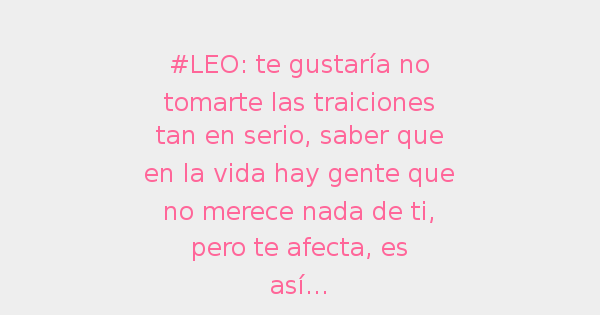 #LEO: te gustaría no
tomarte las traiciones
tan en serio, saber que
en la vida hay gente que
no merece nada de ti,
pero te afecta, es
así...